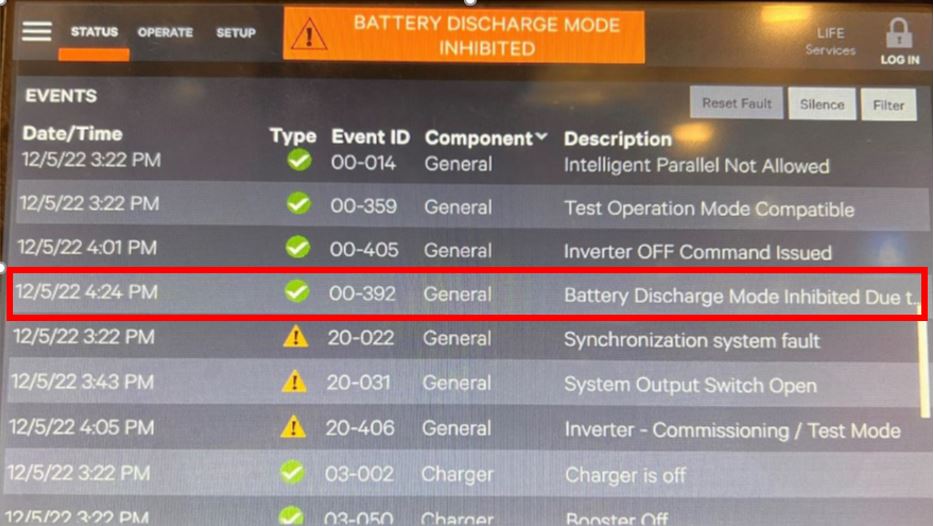 STATUS OPERATE SETUP
BATTERY DISCHARGE MODE
INHIBITED
LIFE
Services
LOG IN
EVENTS
Reset Fault Silence Filter
Date/Time Type Event ID Component Description
12/5/22 3:22 PM 00-014 General Intelligent Parallel Not Allowed
12/5/22 3:22 PM 00-359 General Test Operation Mode Compatible
12/5/22 4:01 PM 00-405 General Inverter OFF Command Issued
12/5/22 4:24 PM 00-392 General Battery Discharge Mode Inhibited Due t...
12/5/22 3:22 PM 20-022 General Synchronization system fault
12/5/22 3:43 PM 20-031 General System Output Switch Open
12/5/22 4:05 PM 20-406 General Inverter - Commissioning / Test Mode
12/5/22 3:22 PM 03-002 Charger Charger is off
12/5/22 3:22 PM 03-050 Charger Booster Off